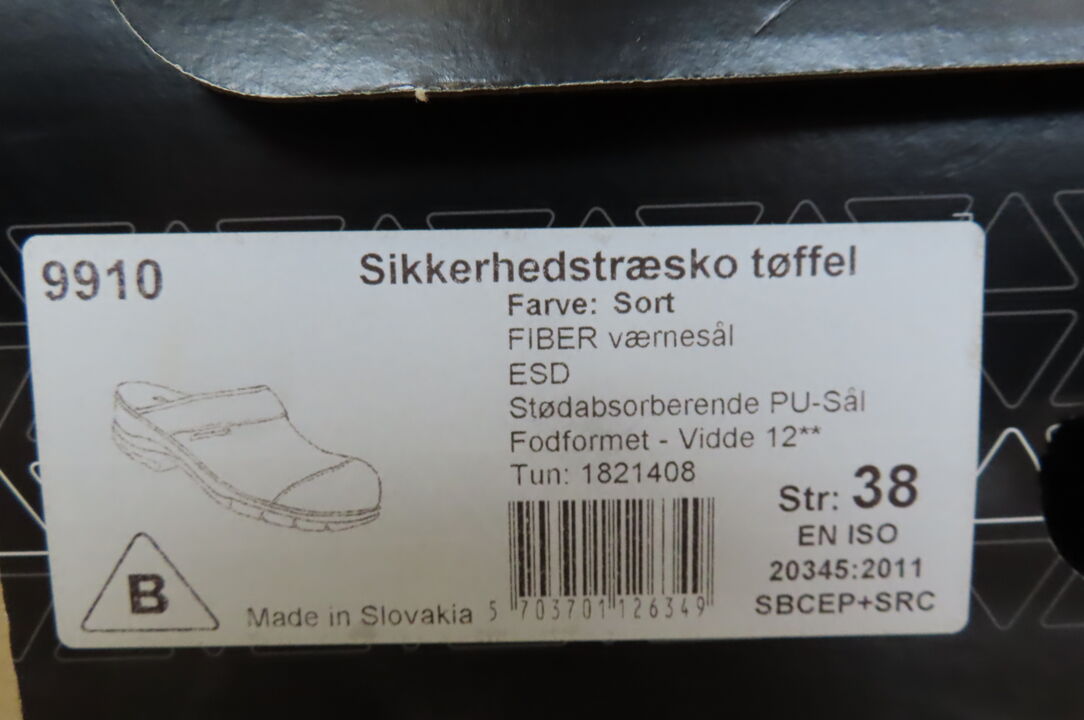 9910
Sikkerhedstræsko tøffel
Farve: Sort
FIBER værnesål
ESD
Stødabsorberende PU-Sål
Fodformet - Vidde 12**
Tun: 1821408
Str: 38
EN ISO
20345:2011
SBCEP+SRC
B
Made in Slovakia
5 703701 126349